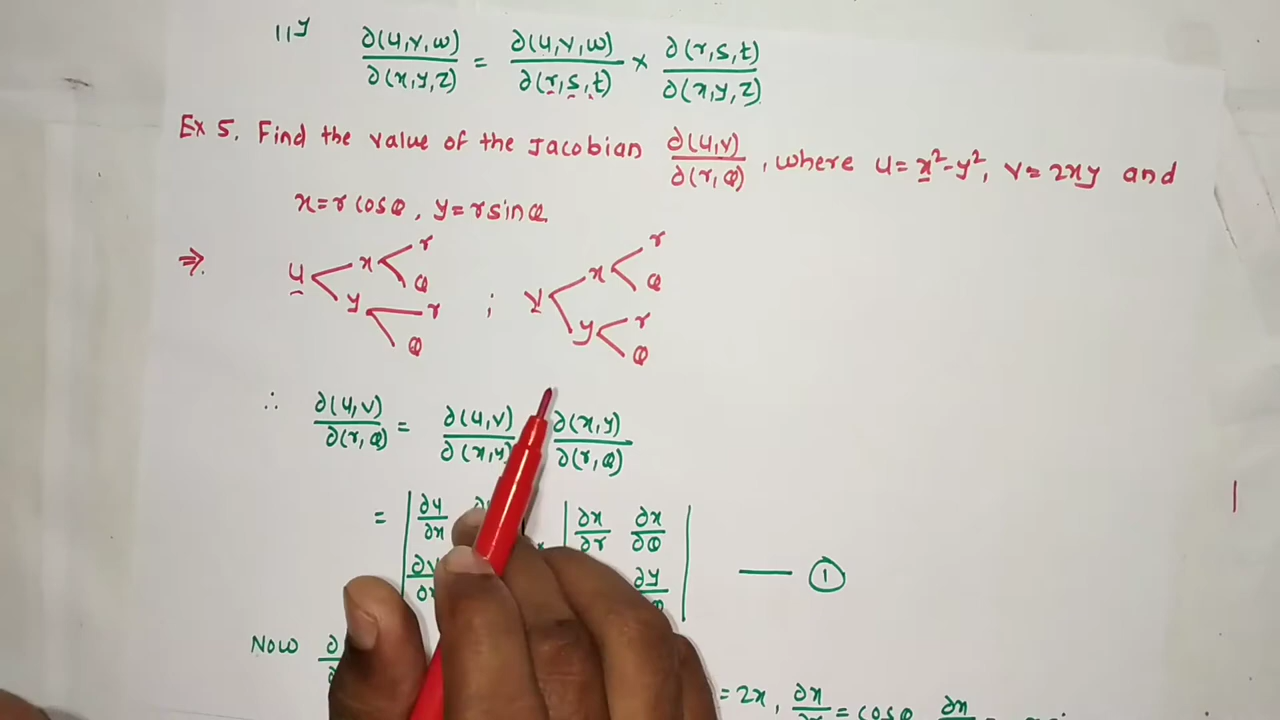 111y ∂(u,v,w)/∂(x,y,z) = ∂(u,v,w)/∂(r,s,t) × ∂(r,s,t)/∂(x,y,z)
Ex 5. Find the value of the Jacobian ∂(u,v)/∂(r,θ), where u = x²-y², v = 2xy and
x = r cosθ, y = r sinθ.
⇒ u < x < r θ, y < r θ ; v < x < r θ, y < r θ
∴ ∂(u,v)/∂(r,θ) = ∂(u,v)/∂(x,y) ∂(x,y)/∂(r,θ)
= | ∂u/∂x | | ∂x/∂r ∂x/∂θ ∂y/∂θ | — ①
Now = 2x, ∂x/∂r = cosθ